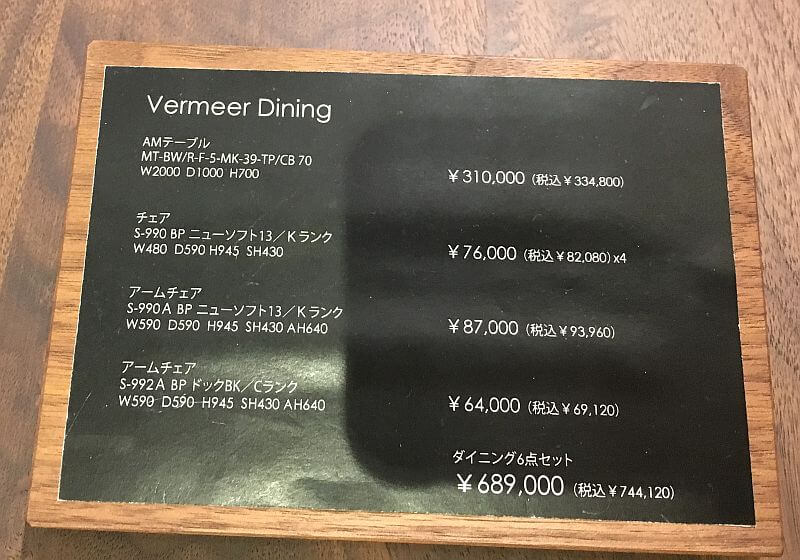 Vermeer Dining
AMテーブル
MT-BW/R-F-5-MK-39-TP/CB 70
W2000 D1000 H700
¥310,000 (税込¥334,800)
チェア
S-990 BP ニューソフト13/Kランク
W480 D590 H945 SH430
¥76,000 (税込¥82,080)x4
アームチェア
S-990A BP ニューソフト13/Kランク
W590 D590 H945 SH430 AH640
¥87,000 (税込¥93,960)
アームチェア
S-992A BP ドックBK/Cランク
W590 D590 H945 SH430 AH640
¥64,000 (税込¥69,120)
ダイニング6点セット
¥689,000 (税込¥744,120)